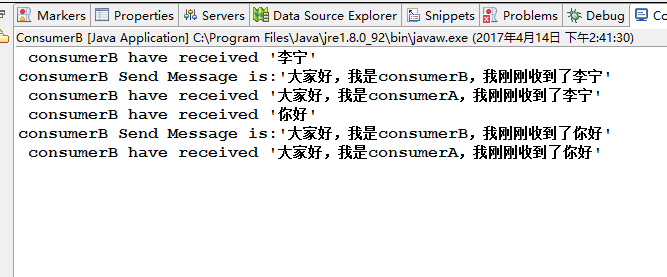 Markers Properties Servers Data Source Explorer Snippets Problems Debug Co
ConsumerB [Java Application] C:\Program Files\Java\jre1.8.0_92\bin\javaw.exe (2017年4月14日 下午2:41:30)
consumerB have received '李宁'
consumerB Send Message is:'大家好，我是consumerB，我刚刚收到了李宁'
consumerB have received '大家好，我是consumerA，我刚刚收到了李宁'
consumerB have received '你好'
consumerB Send Message is:'大家好，我是consumerB，我刚刚收到了你好'
consumerB have received '大家好，我是consumerA，我刚刚收到了你好'